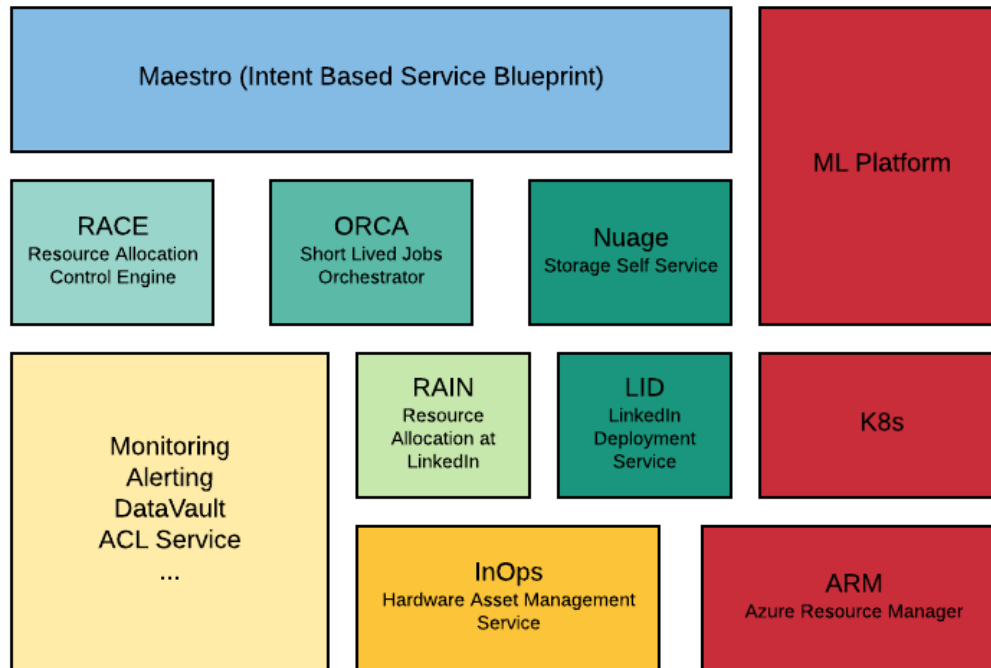 Maestro (Intent Based Service Blueprint)
ML Platform
RACE
Resource Allocation
Control Engine
ORCA
Short Lived Jobs
Orchestrator
Nuage
Storage Self Service
Monitoring
Alerting
DataVault
ACL Service
...
RAIN
Resource
Allocation at
LinkedIn
LID
LinkedIn
Deployment
Service
K8s
InOps
Hardware Asset Management
Service
ARM
Azure Resource Manager